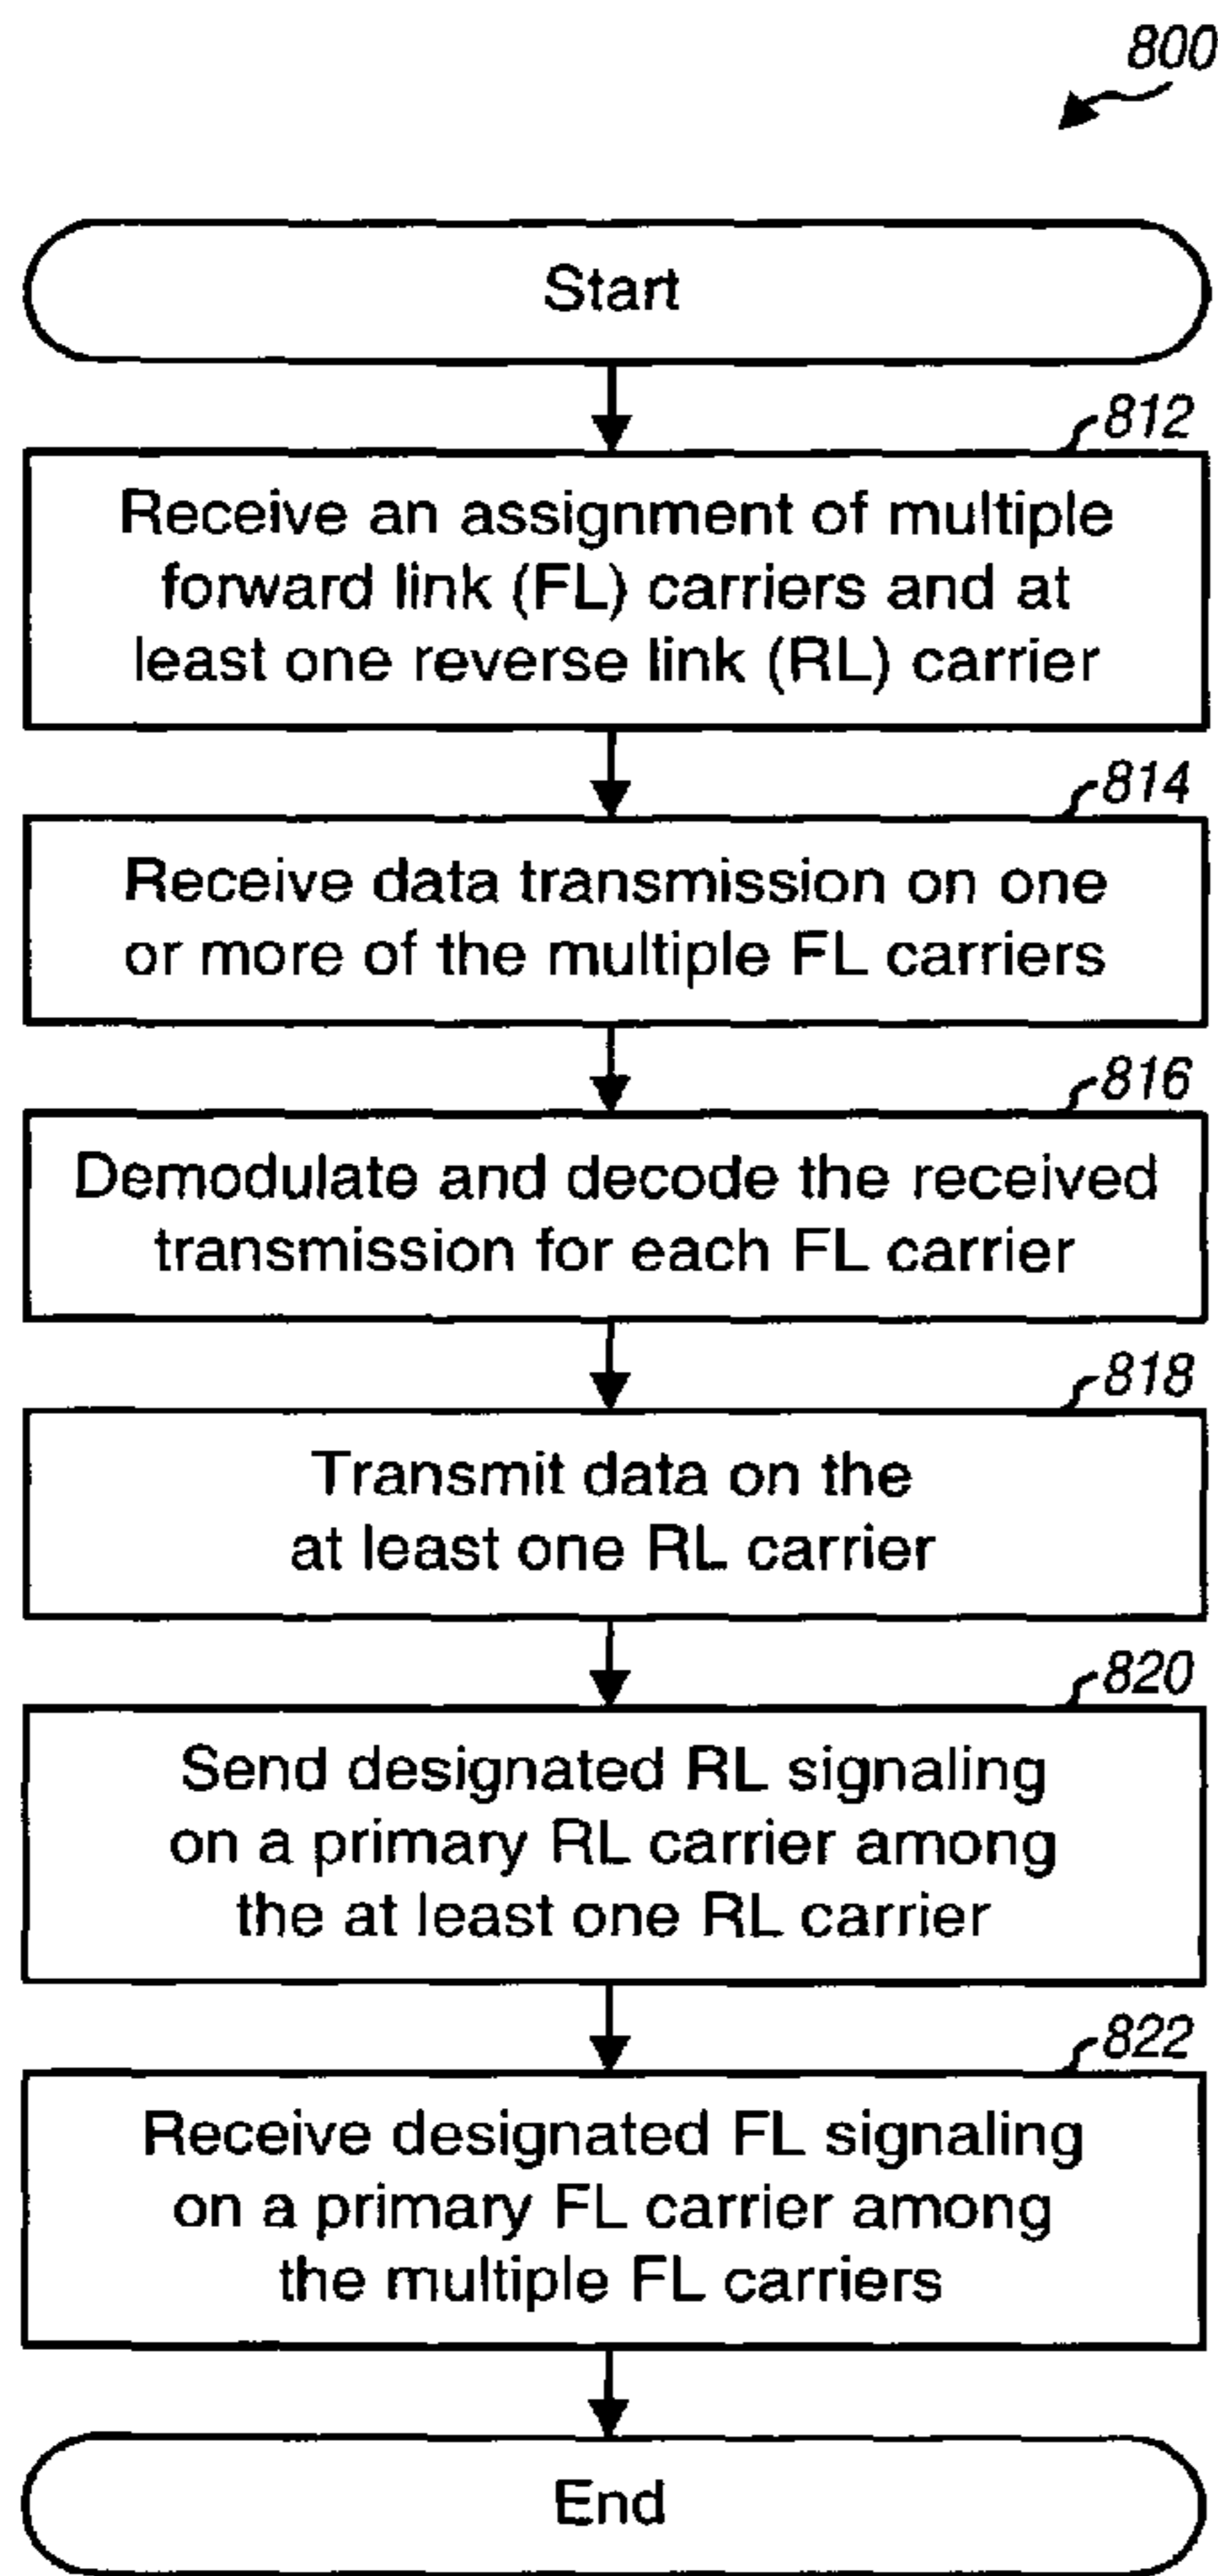 800
Start
812
Receive an assignment of multiple
forward link (FL) carriers and at
least one reverse link (RL) carrier
814
Receive data transmission on one
or more of the multiple FL carriers
816
Demodulate and decode the received
transmission for each FL carrier
818
Transmit data on the
at least one RL carrier
820
Send designated RL signaling
on a primary RL carrier among
the at least one RL carrier
822
Receive designated FL signaling
on a primary FL carrier among
the multiple FL carriers
End